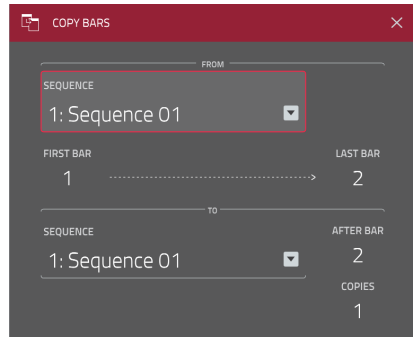 COPY BARS
FROM
SEQUENCE
1: Sequence 01
FIRST BAR
LAST BAR
1
2
TO
SEQUENCE
AFTER BAR
1: Sequence 01
2
COPIES
1